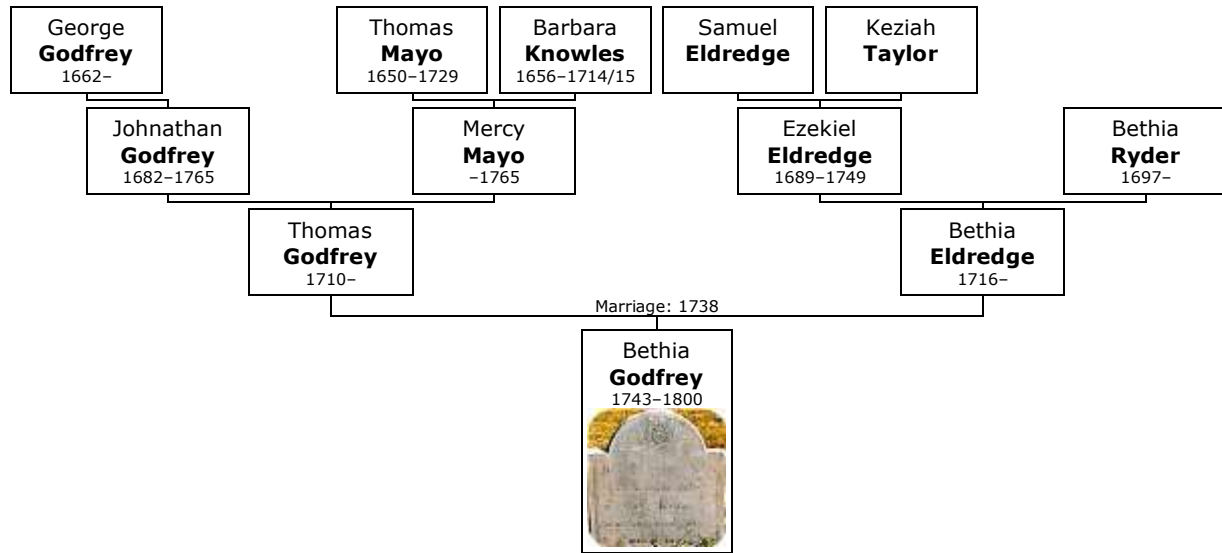 George
Godfrey
1662–
Thomas
Mayo
1650–1729
Barbara
Knowles
1656–1714/15
Samuel
Eldredge
Keziah
Taylor
Johnathan
Godfrey
1682–1765
Mercy
Mayo
–1765
Ezekiel
Eldredge
1689–1749
Bethia
Ryder
1697–
Thomas
Godfrey
1710–
Bethia
Eldredge
1716–
Marriage: 1738
Bethia
Godfrey
1743–1800